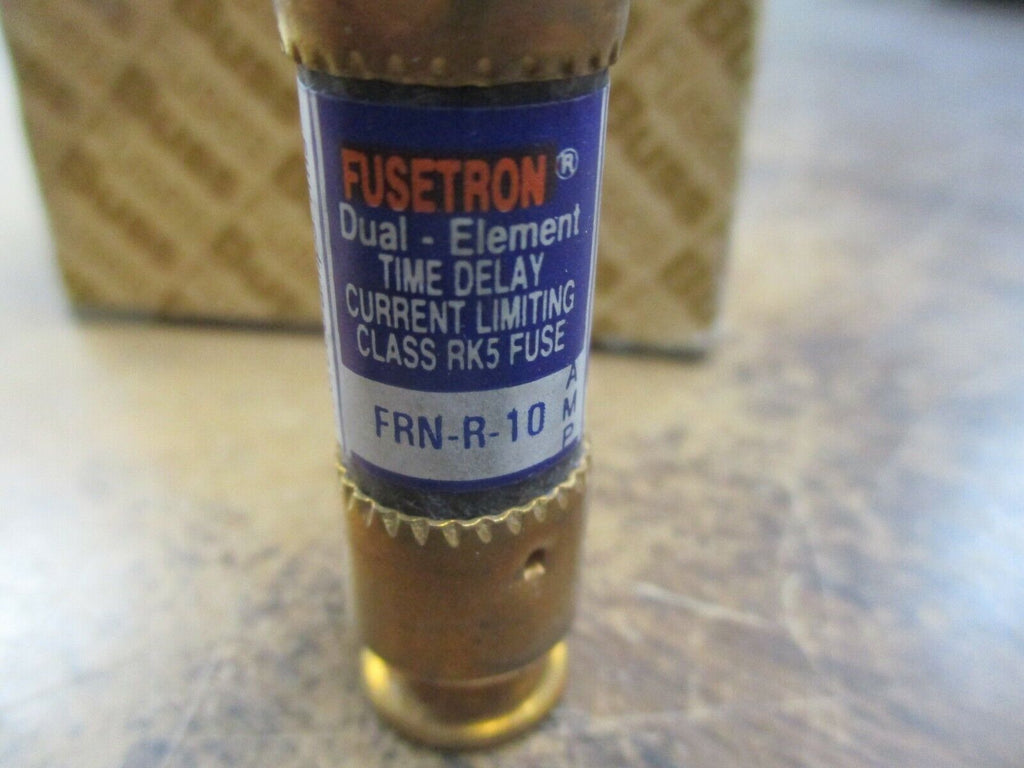 FUSETRON®
Dual - Element
TIME DELAY
CURRENT LIMITING
CLASS RK5 FUSE
FRN-R-10
AMP